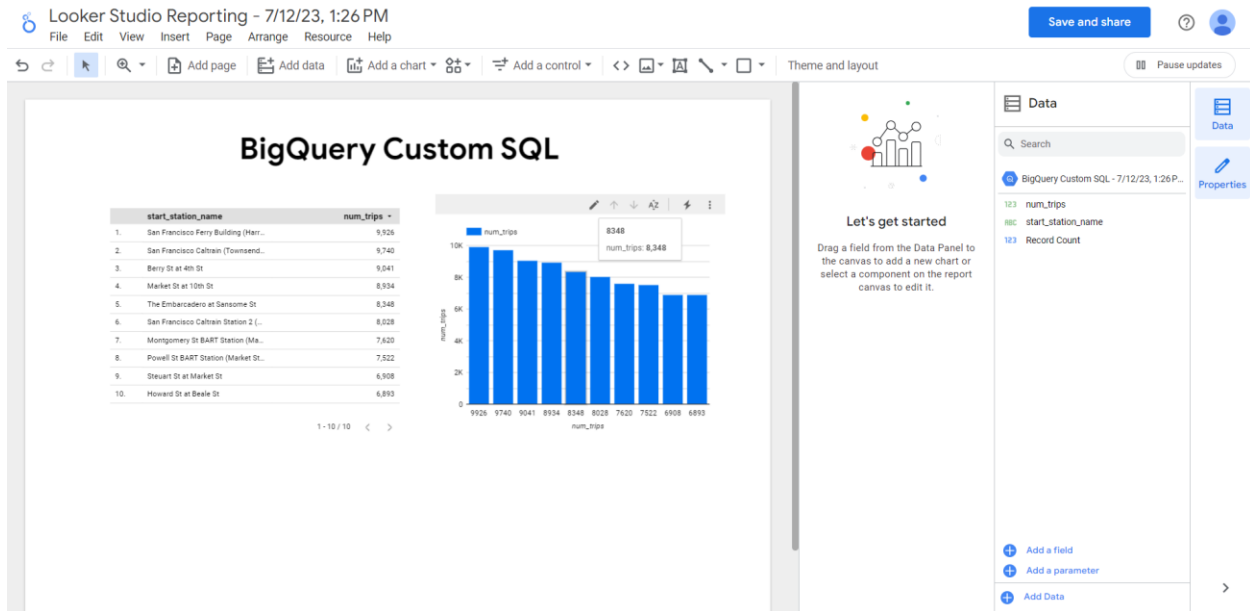 Looker Studio Reporting - 7/12/23, 1:26 PM
File Edit View Insert Page Arrange Resource Help
Save and share
Add page Add data Add a chart Add a control Theme and layout Pause updates
BigQuery Custom SQL
start_station_name num_trips
1. San Francisco Ferry Building (Harr... 9,926
2. San Francisco Caltrain (Townsend... 9,740
3. Berry St at 4th St 9,041
4. Market St at 10th St 8,934
5. The Embarcadero at Sansome St 8,348
6. San Francisco Caltrain Station 2 (... 8,028
7. Montgomery St BART Station (Ma... 7,620
8. Powell St BART Station (Market St... 7,522
9. Steuart St at Market St 6,908
10. Howard St at Beale St 6,893
1 - 10 / 10
num_trips
8348
num_trips: 8,348
10K
8K
6K
4K
2K
0
num_trips
9926 9740 9041 8934 8348 8028 7620 7522 6908 6893
num_trips
Let's get started
Drag a field from the Data Panel to
the canvas to add a new chart or
select a component on the report
canvas to edit it.
Data
Search
BigQuery Custom SQL - 7/12/23, 1:26 P...
123 num_trips
ABC start_station_name
123 Record Count
Add a field
Add a parameter
Add Data
Data
Properties